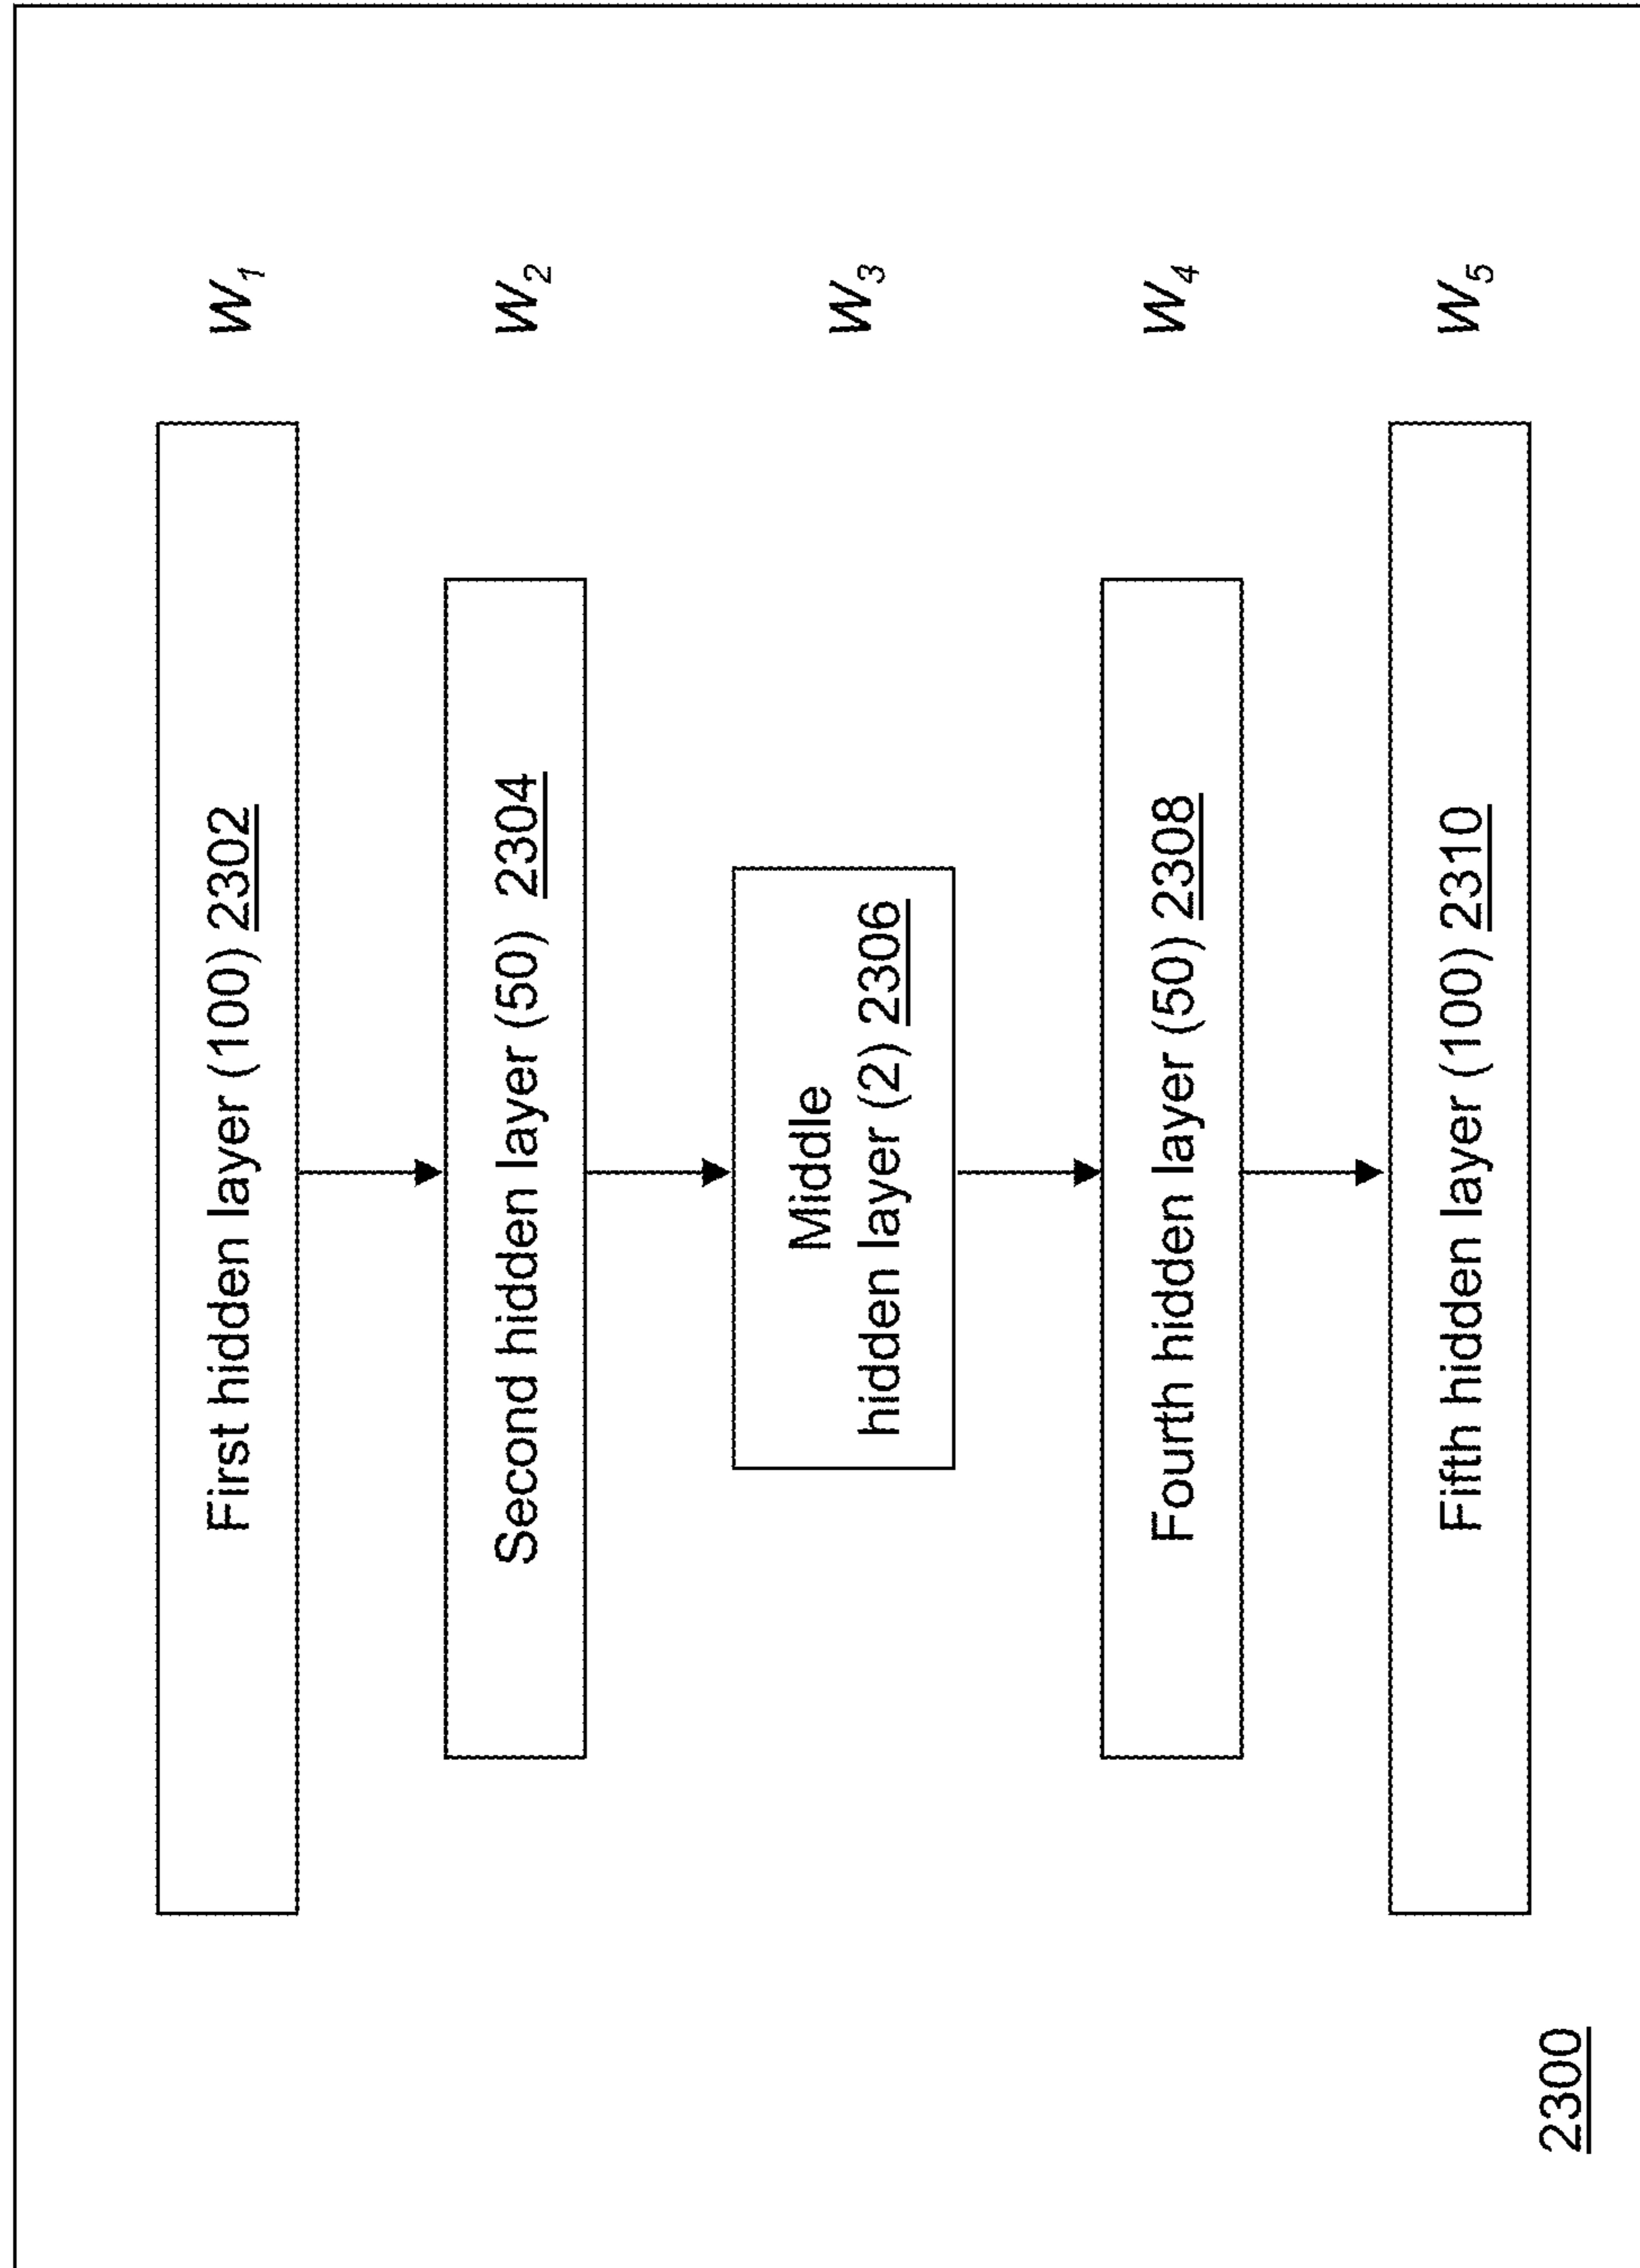 First hidden layer (100) 2302
W1
Second hidden layer (50) 2304
W2
Middle
hidden layer (2) 2306
W3
Fourth hidden layer (50) 2308
W4
Fifth hidden layer (100) 2310
W5
2300